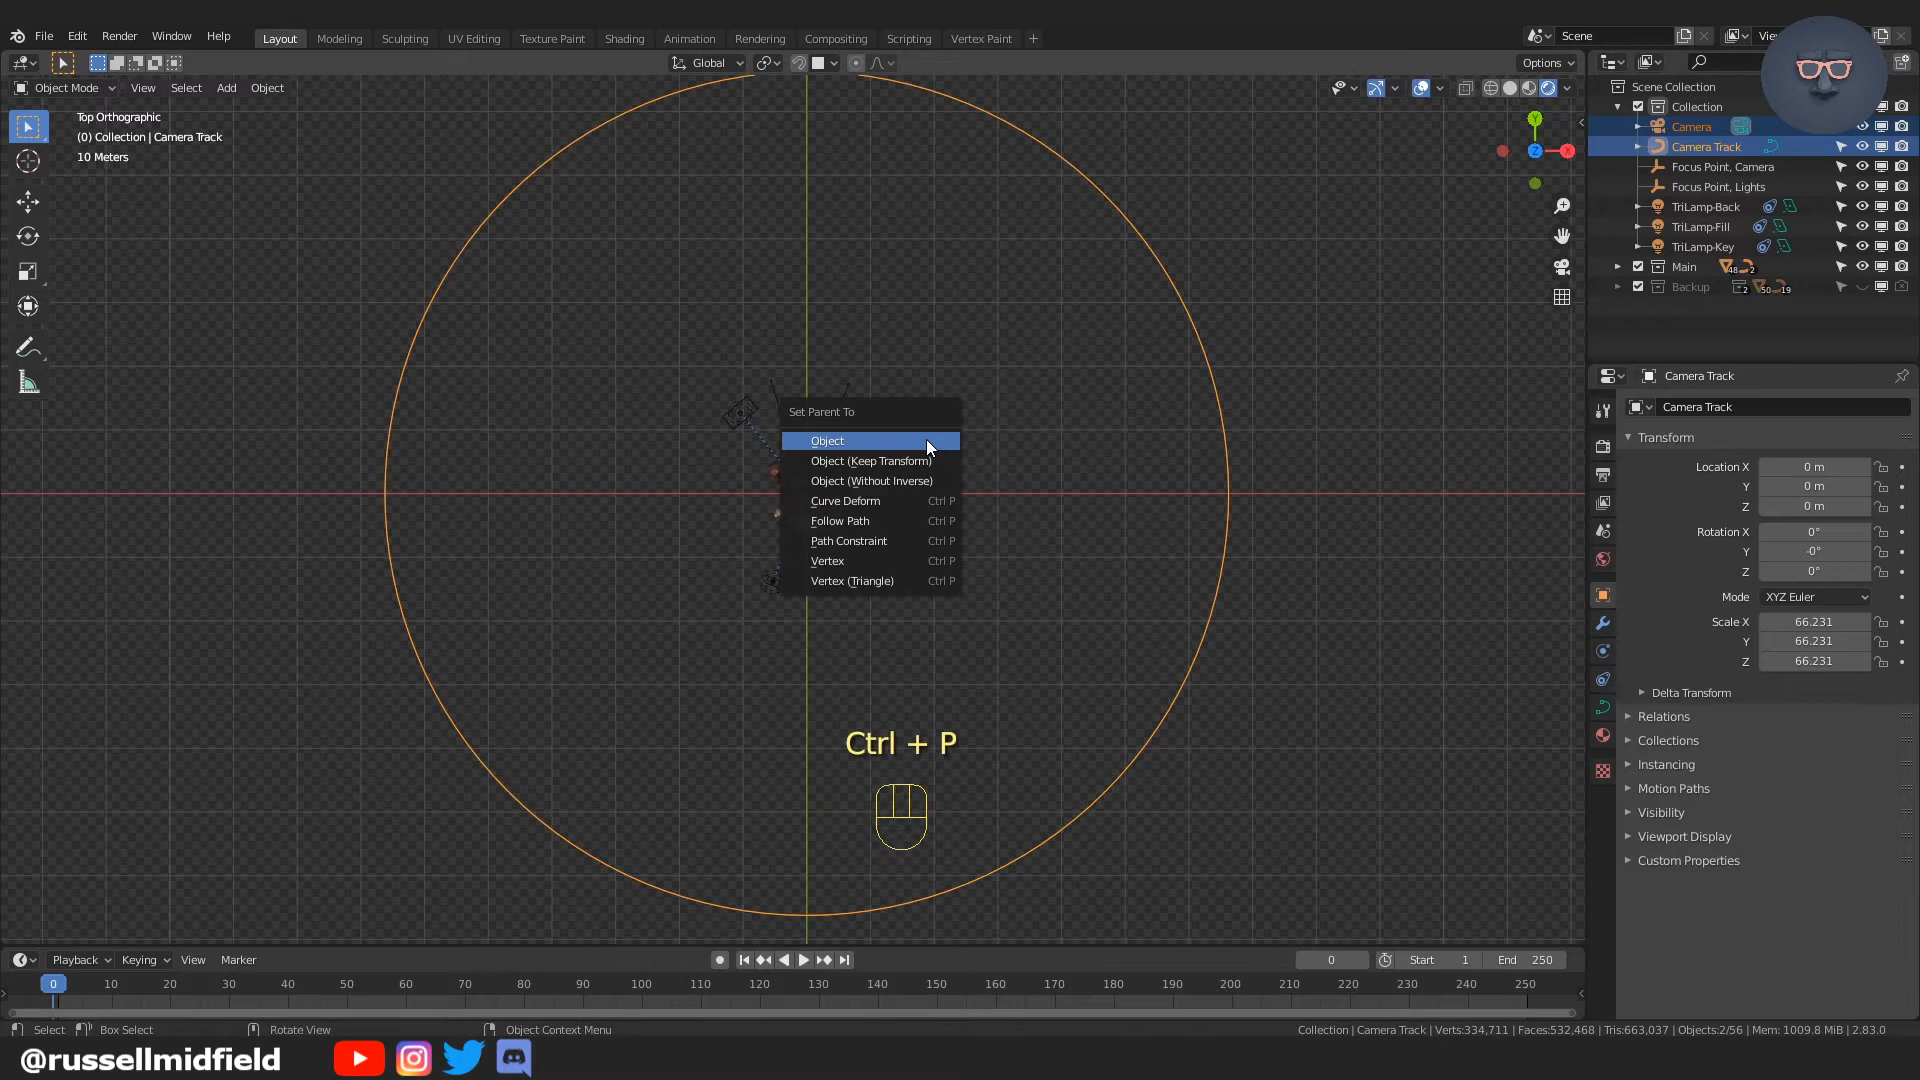 File Edit Render Window Help Layout Modeling Sculpting UV Editing Texture Paint Shading Animation Rendering Compositing Scripting Vertex Paint + Scene
Global Options
Object Mode View Select Add Object
Top Orthographic
(0) Collection | Camera Track
10 Meters
Y
Z X
Scene Collection
Collection
Camera
Camera Track
Focus Point, Camera
Focus Point, Lights
TriLamp-Back
TriLamp-Fill
TriLamp-Key
Main 48 2
Backup 2 50 19
Set Parent To
Object
Object (Keep Transform)
Object (Without Inverse)
Curve Deform Ctrl P
Follow Path Ctrl P
Path Constraint Ctrl P
Vertex Ctrl P
Vertex (Triangle) Ctrl P
Ctrl + P
Camera Track
Camera Track
Transform
Location X 0 m
Y 0 m
Z 0 m
Rotation X 0°
Y -0°
Z 0°
Mode XYZ Euler
Scale X 66.231
Y 66.231
Z 66.231
Delta Transform
Relations
Collections
Instancing
Motion Paths
Visibility
Viewport Display
Custom Properties
Playback Keying View Marker 0 Start 1 End 250
0 10 20 30 40 50 60 70 80 90 100 110 120 130 140 150 160 170 180 190 200 210 220 230 240 250
Select Box Select Rotate View Object Context Menu Collection | Camera Track | Verts:334,711 | Faces:532,468 | Tris:663,037 | Objects:2/56 | Mem: 1009.8 MiB | 2.83.0
@russellmidfield